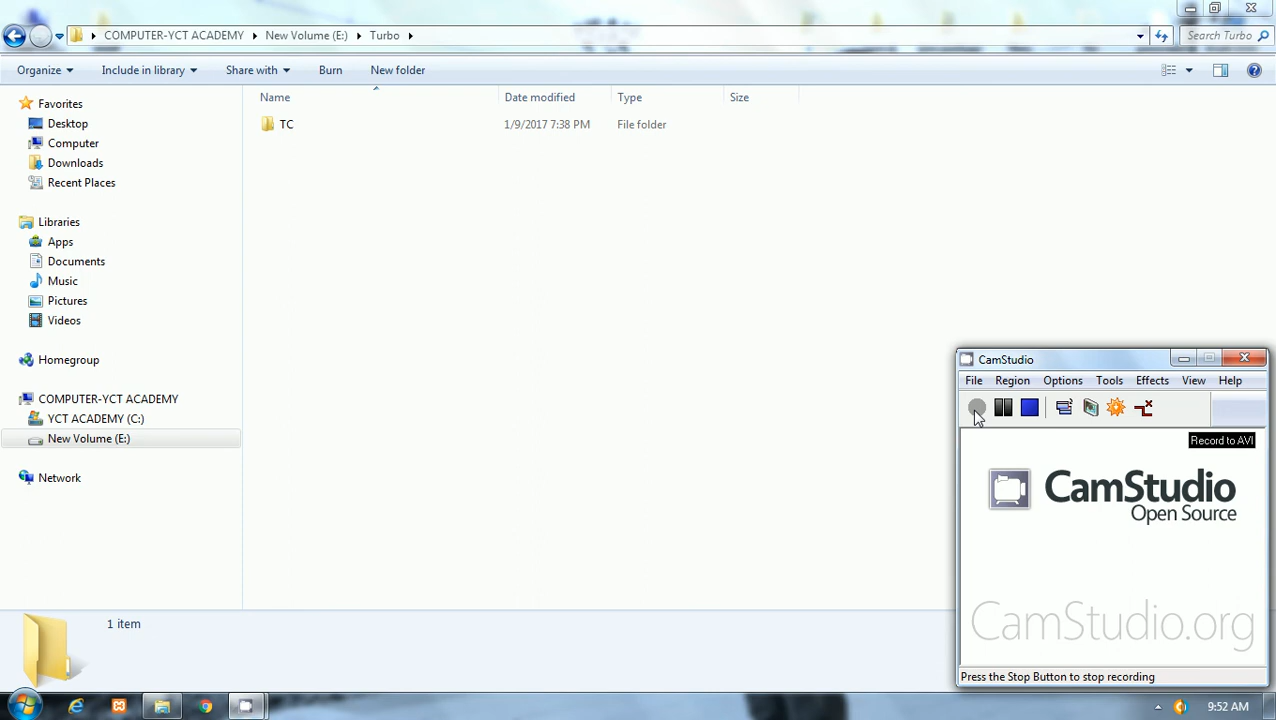 COMPUTER-YCT ACADEMY New Volume (E:) Turbo
Search Turbo
Organize Include in library Share with Burn New folder
Name Date modified Type Size
TC 1/9/2017 7:38 PM File folder
Favorites
Desktop
Computer
Downloads
Recent Places
Libraries
Apps
Documents
Music
Pictures
Videos
Homegroup
COMPUTER-YCT ACADEMY
YCT ACADEMY (C:)
New Volume (E:)
Network
CamStudio
File Region Options Tools Effects View Help
Record to AVI
CamStudio
Open Source
CamStudio.org
Press the Stop Button to stop recording
1 item
9:52 AM